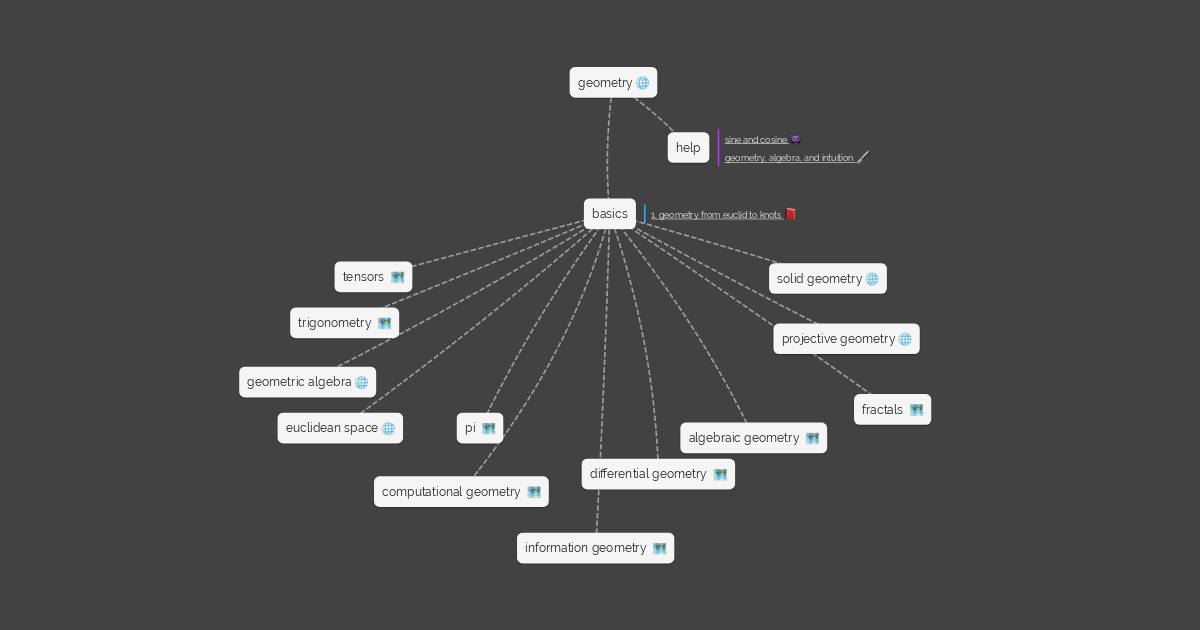 geometry
help
sine and cosine
geometry, algebra, and intuition
basics
1. geometry from euclid to knots
tensors
solid geometry
trigonometry
projective geometry
geometric algebra
fractals
euclidean space
pi
algebraic geometry
differential geometry
computational geometry
information geometry